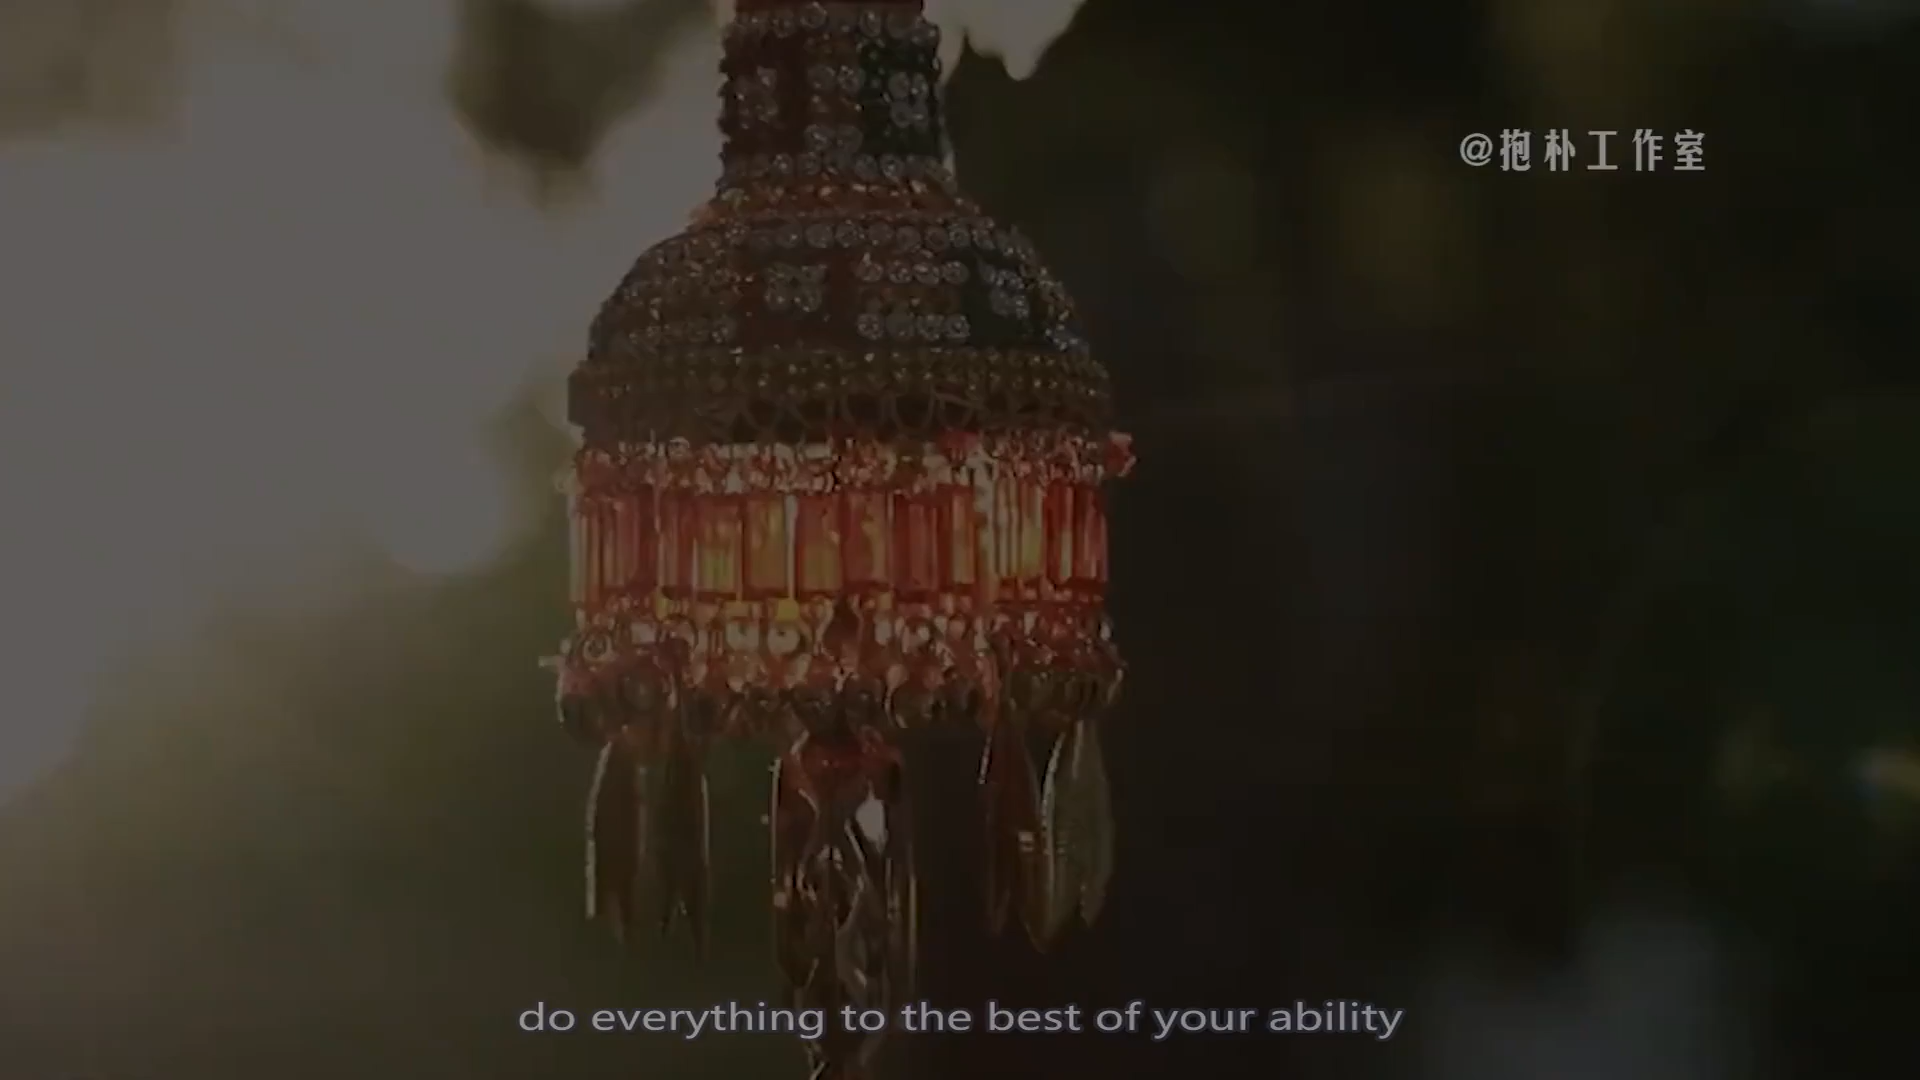 @抱朴工作室
do everything to the best of your ability